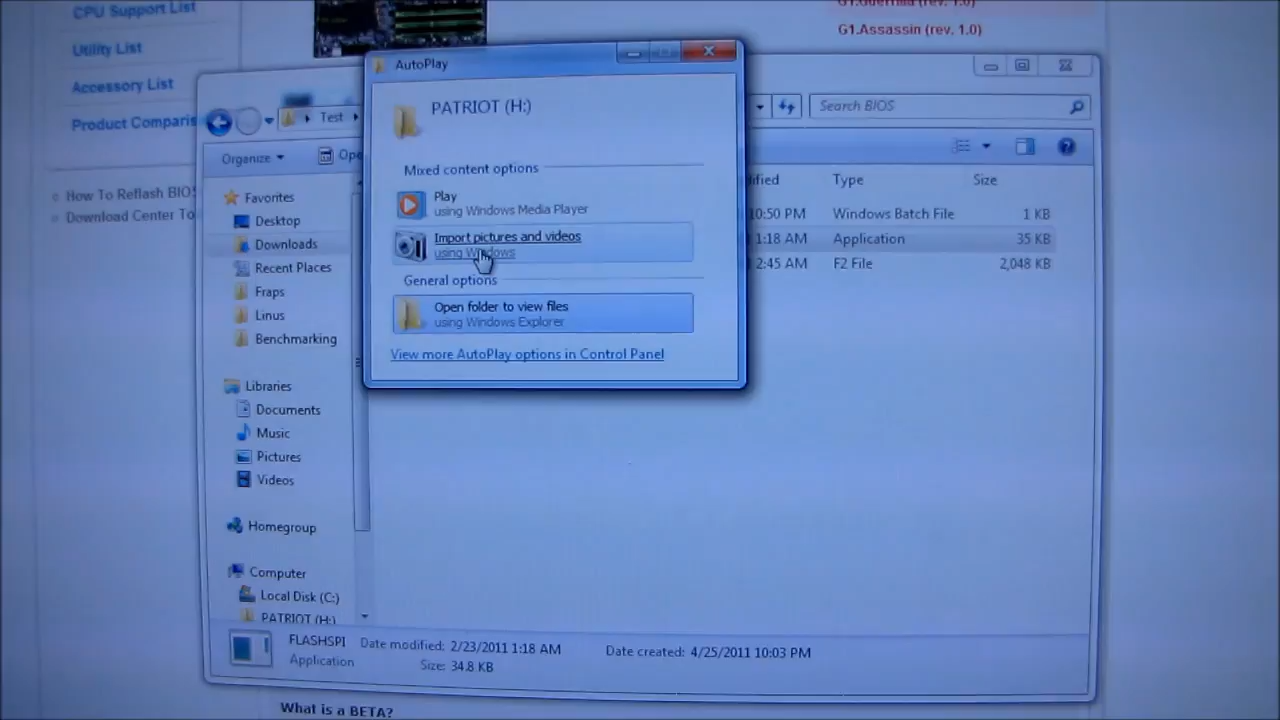 CPU Support List
Utility List
Accessory List
Product Comparis
How To Reflash BIOS
Download Center To
G1.Guerrilla (rev. 1.0)
G1.Assassin (rev. 1.0)
AutoPlay
PATRIOT (H:)
Mixed content options
Play
using Windows Media Player
Import pictures and videos
using Windows
General options
Open folder to view files
using Windows Explorer
View more AutoPlay options in Control Panel
Test
Search BIOS
Organize
Ope
Favorites
Desktop
Downloads
Recent Places
Fraps
Linus
Benchmarking
Libraries
Documents
Music
Pictures
Videos
Homegroup
Computer
Local Disk (C:)
PATRIOT (H:)
ified Type Size
10:50 PM Windows Batch File 1 KB
1:18 AM Application 35 KB
2:45 AM F2 File 2,048 KB
FLASHSPI Date modified: 2/23/2011 1:18 AM Date created: 4/25/2011 10:03 PM
Application Size: 34.8 KB
What is a BETA?